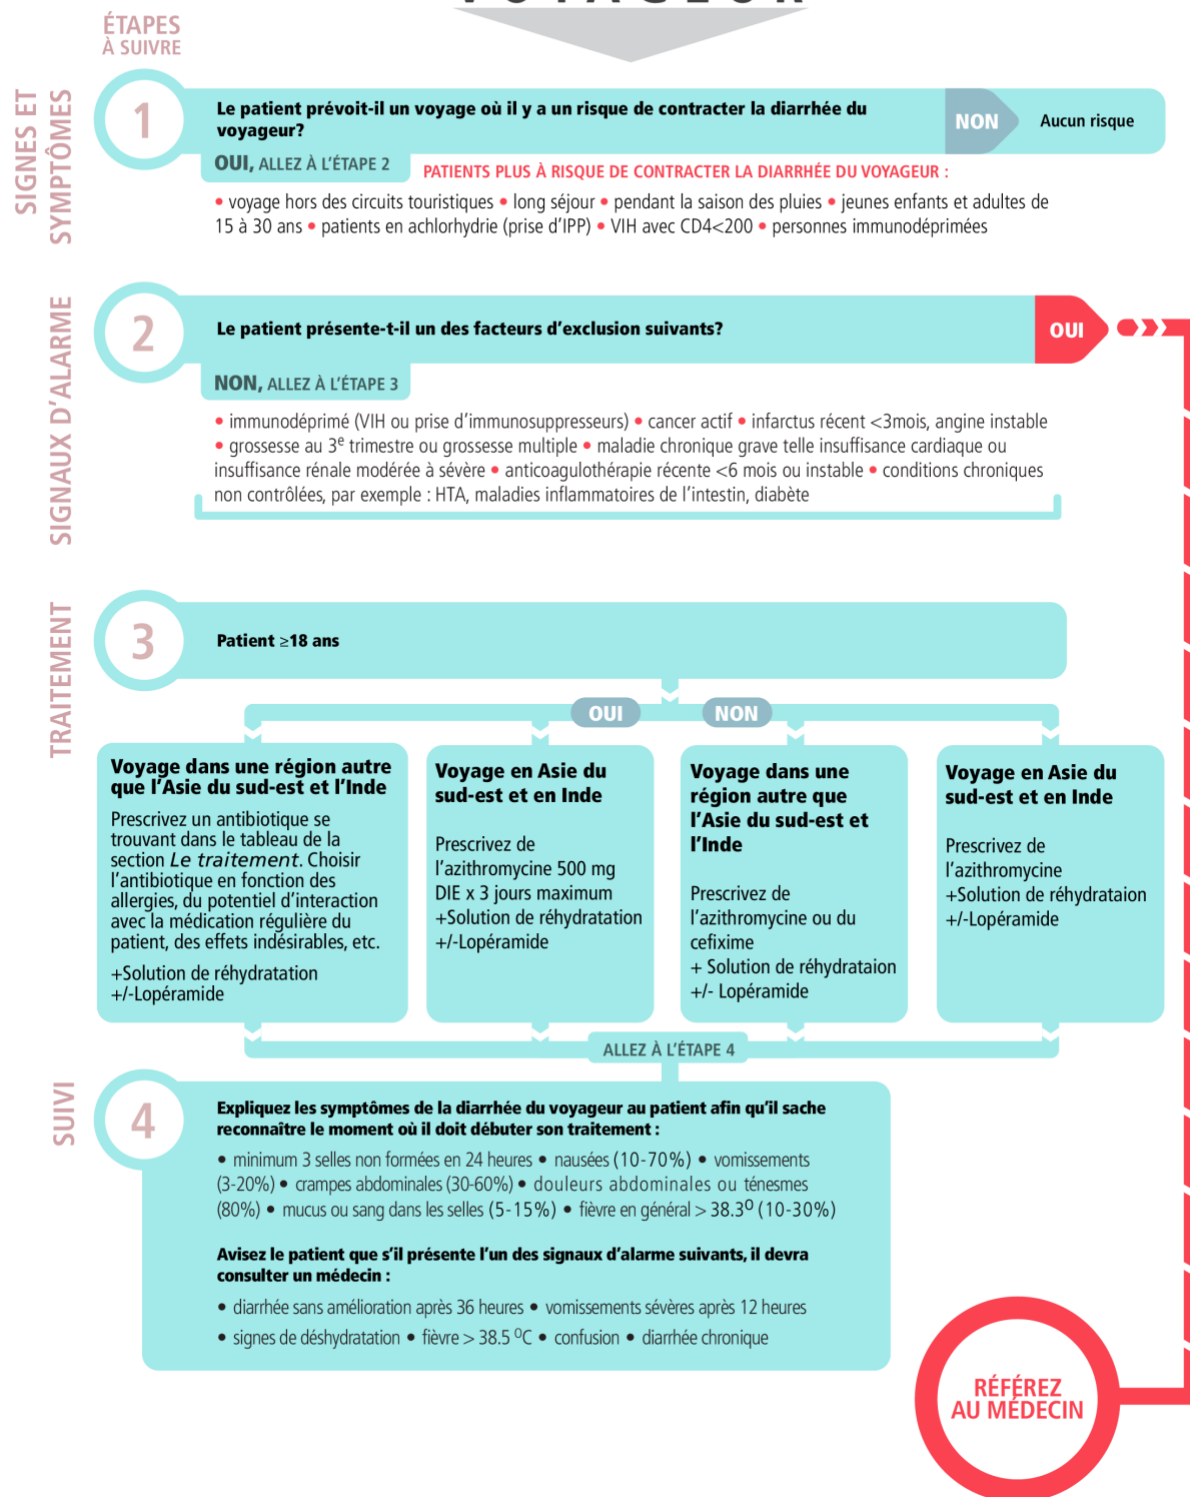 VOYAGEUR
ÉTAPES
À SUIVRE
SIGNES ET
SYMPTÔMES
1
Le patient prévoit-il un voyage où il y a un risque de contracter la diarrhée du
voyageur?
NON
Aucun risque
OUI, ALLEZ À L'ÉTAPE 2
PATIENTS PLUS À RISQUE DE CONTRACTER LA DIARRHÉE DU VOYAGEUR :
• voyage hors des circuits touristiques • long séjour • pendant la saison des pluies • jeunes enfants et adultes de
15 à 30 ans • patients en achlorhydrie (prise d'IPP) • VIH avec CD4<200 • personnes immunodéprimées
SIGNAUX D'ALARME
2
Le patient présente-t-il un des facteurs d'exclusion suivants?
OUI
NON, ALLEZ À L'ÉTAPE 3
• immunodéprimé (VIH ou prise d'immunosuppresseurs) • cancer actif • infarctus récent <3mois, angine instable
• grossesse au 3e trimestre ou grossesse multiple • maladie chronique grave telle insuffisance cardiaque ou
insuffisance rénale modérée à sévère • anticoagulothérapie récente <6 mois ou instable • conditions chroniques
non contrôlées, par exemple : HTA, maladies inflammatoires de l'intestin, diabète
TRAITEMENT
3
Patient ≥18 ans
OUI
NON
Voyage dans une région autre
que l'Asie du sud-est et l'Inde
Prescrivez un antibiotique se
trouvant dans le tableau de la
section Le traitement. Choisir
l'antibiotique en fonction des
allergies, du potentiel d'interaction
avec la médication régulière du
patient, des effets indésirables, etc.
+Solution de réhydratation
+/-Lopéramide
Voyage en Asie du
sud-est et en Inde
Prescrivez de
l'azithromycine 500 mg
DIE x 3 jours maximum
+Solution de réhydratation
+/-Lopéramide
Voyage dans une
région autre que
l'Asie du sud-est et
l'Inde
Prescrivez de
l'azithromycine ou du
cefixime
+ Solution de réhydrataion
+/- Lopéramide
Voyage en Asie du
sud-est et en Inde
Prescrivez de
l'azithromycine
+Solution de réhydrataion
+/-Lopéramide
ALLEZ À L'ÉTAPE 4
SUIVI
4
Expliquez les symptômes de la diarrhée du voyageur au patient afin qu'il sache
reconnaître le moment où il doit débuter son traitement :
• minimum 3 selles non formées en 24 heures • nausées (10-70%) • vomissements
(3-20%) • crampes abdominales (30-60%) • douleurs abdominales ou ténesmes
(80%) • mucus ou sang dans les selles (5-15%) • fièvre en général > 38.3º (10-30%)
Avisez le patient que s'il présente l'un des signaux d'alarme suivants, il devra
consulter un médecin :
• diarrhée sans amélioration après 36 heures • vomissements sévères après 12 heures
• signes de déshydratation • fièvre > 38.5 ºC • confusion • diarrhée chronique
RÉFÉREZ
AU MÉDECIN